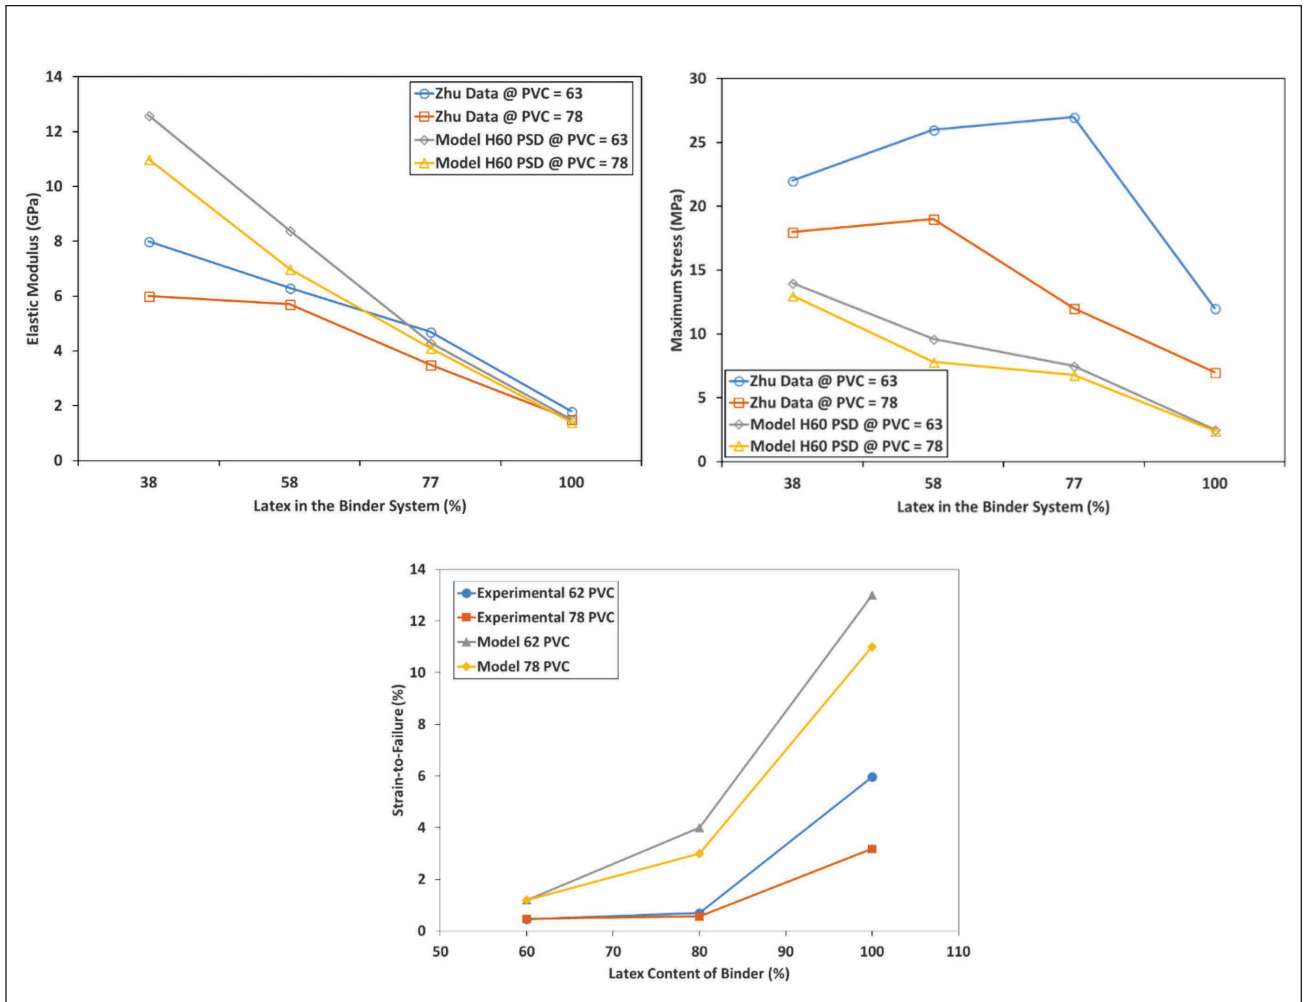 14
12
10
8
6
4
2
0
Elastic Modulus (GPa)
Zhu Data @ PVC = 63
Zhu Data @ PVC = 78
Model H60 PSD @ PVC = 63
Model H60 PSD @ PVC = 78
38 58 77 100
Latex in the Binder System (%)
30
25
20
15
10
5
0
Maximum Stress (MPa)
Zhu Data @ PVC = 63
Zhu Data @ PVC = 78
Model H60 PSD @ PVC = 63
Model H60 PSD @ PVC = 78
38 58 77 100
Latex in the Binder System (%)
14
12
10
8
6
4
2
0
Strain-to-Failure (%)
Experimental 62 PVC
Experimental 78 PVC
Model 62 PVC
Model 78 PVC
50 60 70 80 90 100 110
Latex Content of Binder (%)